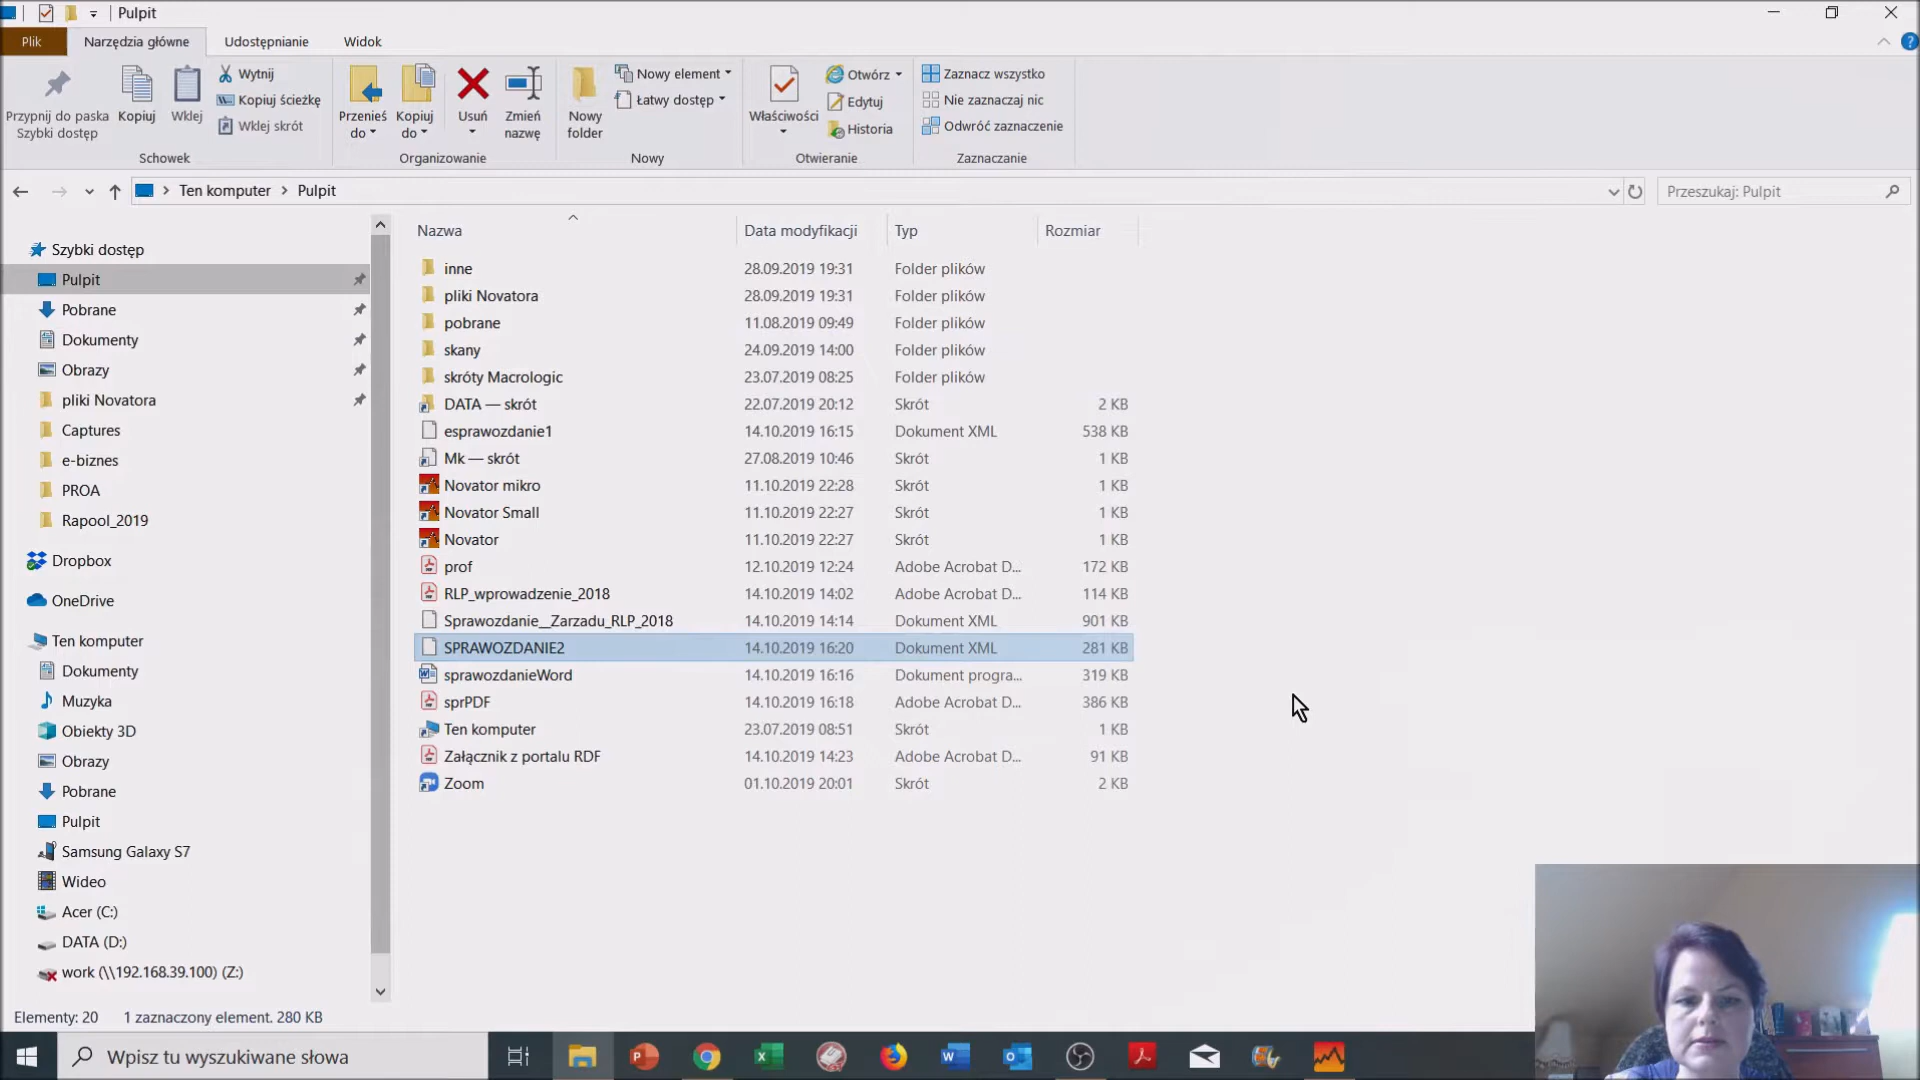 Pulpit
Plik
Narzędzia główne
Udostępnianie
Widok
Przypnij do paska
Szybki dostęp
Kopiuj
Wklej
Wytnij
Kopiuj ścieżkę
Wklej skrót
Schowek
Przenieś
do
Kopiuj
do
Usuń
Zmień
nazwę
Organizowanie
Nowy
folder
Nowy element
Łatwy dostęp
Nowy
Właściwości
Otwórz
Edytuj
Historia
Otwieranie
Zaznacz wszystko
Nie zaznaczaj nic
Odwróć zaznaczenie
Zaznaczanie
Ten komputer > Pulpit
Przeszukaj: Pulpit
Szybki dostęp
Pulpit
Pobrane
Dokumenty
Obrazy
pliki Novatora
Captures
e-biznes
PROA
Rapool_2019
Dropbox
OneDrive
Ten komputer
Dokumenty
Muzyka
Obiekty 3D
Obrazy
Pobrane
Pulpit
Samsung Galaxy S7
Wideo
Acer (C:)
DATA (D:)
work (\\192.168.39.100) (Z:)
Nazwa Data modyfikacji Typ Rozmiar
inne 28.09.2019 19:31 Folder plików
pliki Novatora 28.09.2019 19:31 Folder plików
pobrane 11.08.2019 09:49 Folder plików
skany 24.09.2019 14:00 Folder plików
skróty Macrologic 23.07.2019 08:25 Folder plików
DATA — skrót 22.07.2019 20:12 Skrót 2 KB
esprawozdanie1 14.10.2019 16:15 Dokument XML 538 KB
Mk — skrót 27.08.2019 10:46 Skrót 1 KB
Novator mikro 11.10.2019 22:28 Skrót 1 KB
Novator Small 11.10.2019 22:27 Skrót 1 KB
Novator 11.10.2019 22:27 Skrót 1 KB
prof 12.10.2019 12:24 Adobe Acrobat D... 172 KB
RLP_wprowadzenie_2018 14.10.2019 14:02 Adobe Acrobat D... 114 KB
Sprawozdanie__Zarzadu_RLP_2018 14.10.2019 14:14 Dokument XML 901 KB
SPRAWOZDANIE2 14.10.2019 16:20 Dokument XML 281 KB
sprawozdanieWord 14.10.2019 16:16 Dokument progra... 319 KB
sprPDF 14.10.2019 16:18 Adobe Acrobat D... 386 KB
Ten komputer 23.07.2019 08:51 Skrót 1 KB
Załącznik z portalu RDF 14.10.2019 14:23 Adobe Acrobat D... 91 KB
Zoom 01.10.2019 20:01 Skrót 2 KB
Elementy: 20 1 zaznaczony element. 280 KB
Wpisz tu wyszukiwane słowa